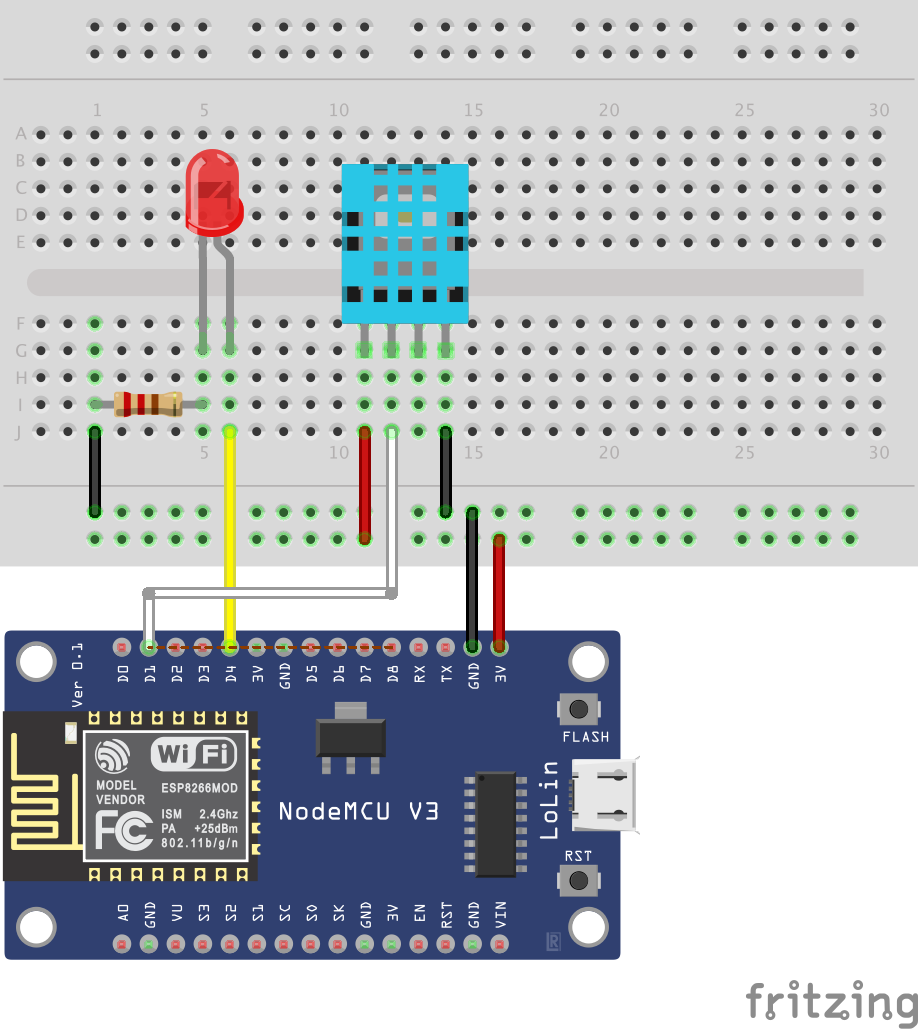 1 5 10 15 20 25 30
A
B
C
D
E
F
G
H
I
J
5 10 15 20 25 30
D0 D1 D2 D3 D4 3V GND D5 D6 D7 D8 RX TX GND 3V
Ver 0.1
FLASH
WiFi
MODEL
VENDOR
ESP8266MOD
FC
ISM 2.4Ghz
PA +25dBm
802.11b/g/n
NodeMCU V3
LoLin
RST
A0 GND VU S3 S2 S1 SC S0 SK GND 3V EN RST GND VIN
R
fritzing